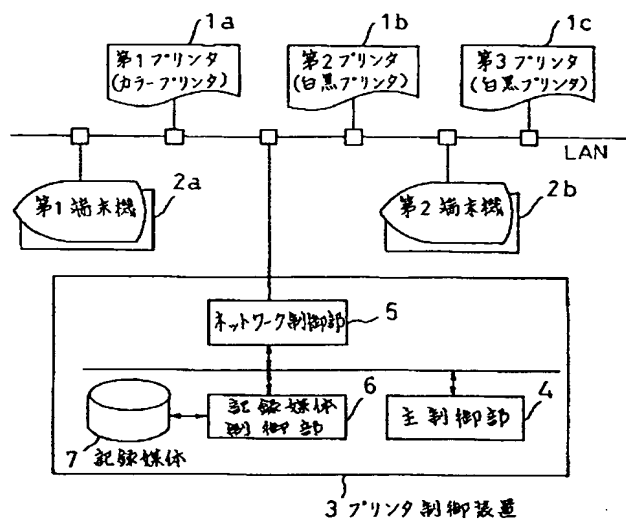 1a
1b
1c
第1プリンタ
(カラープリンタ)
第2プリンタ
(白黒プリンタ)
第3プリンタ
(白黒プリンタ)
LAN
第1端末機
2a
第2端末機
2b
ネットワーク制御部
5
記録媒体
制御部
6
主制御部
4
7 記録媒体
3 プリンタ制御装置